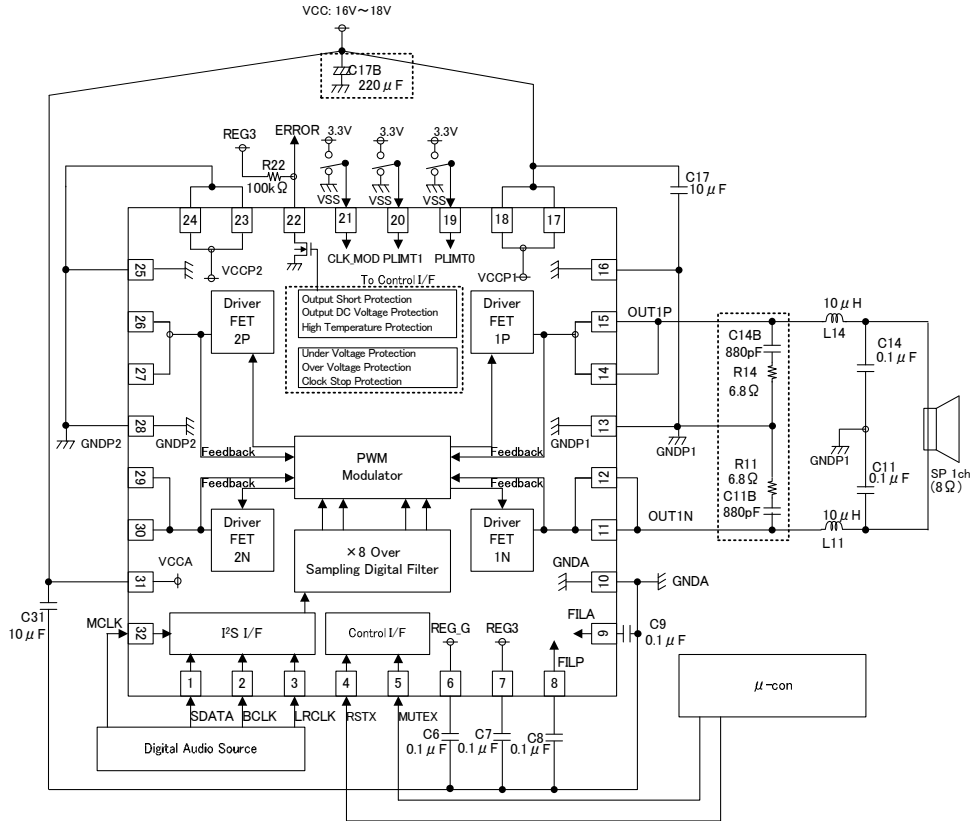 VCC: 16V～18V
C17B
220μF
REG3
ERROR
3.3V
3.3V
3.3V
R22
100kΩ
VSS
VSS
VSS
C17
10μF
24
23
22
21
20
19
18
17
VCCP2
CLK_MOD
PLIMT1
PLIMT0
VCCP1
To Control I/F
25
16
Output Short Protection
Output DC Voltage Protection
High Temperature Protection
Under Voltage Protection
Over Voltage Protection
Clock Stop Protection
26
Driver
FET
2P
Driver
FET
1P
15
OUT1P
10μH
L14
27
14
C14B
880pF
R14
6.8Ω
C14
0.1μF
28
GNDP2
GNDP2
GNDP1
13
GNDP1
GNDP1
Feedback
Feedback
PWM
Modulator
Feedback
Feedback
29
12
R11
6.8Ω
C11B
880pF
C11
0.1μF
SP 1ch
(8Ω)
30
Driver
FET
2N
Driver
FET
1N
11
OUT1N
10μH
L11
×8 Over
Sampling Digital Filter
31
VCCA
GNDA
10
GNDA
C31
10μF
MCLK
32
I²S I/F
Control I/F
REG_G
REG3
FILA
9
C9
0.1μF
FILP
1
2
3
4
5
6
7
8
μ-con
SDATA
BCLK
LRCLK
RSTX
MUTEX
Digital Audio Source
C6
0.1μF
C7
0.1μF
C8
0.1μF